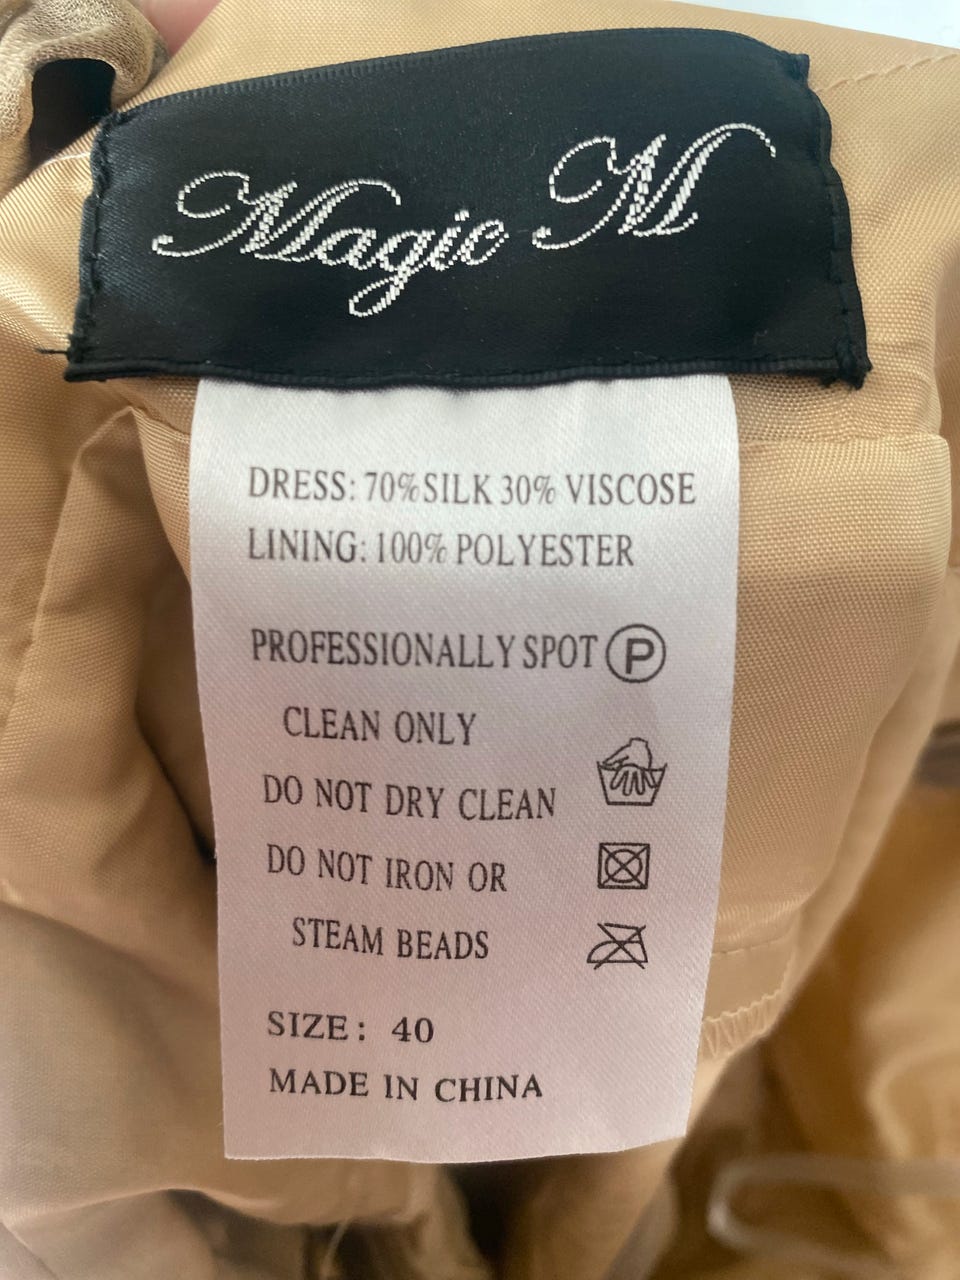 Magic M
DRESS: 70%SILK 30% VISCOSE
LINING: 100% POLYESTER
PROFESSIONALLY SPOT P
CLEAN ONLY
DO NOT DRY CLEAN
DO NOT IRON OR
STEAM BEADS
SIZE: 40
MADE IN CHINA